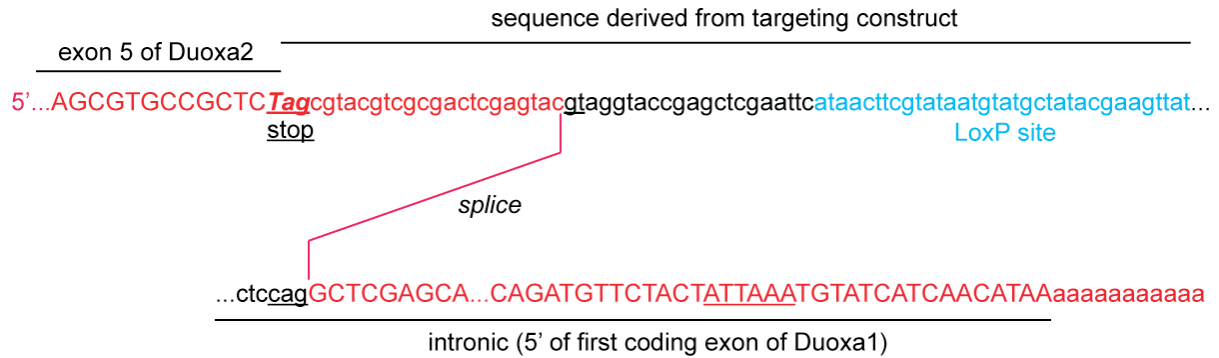 sequence derived from targeting construct
exon 5 of Duoxa2
5'...AGCGTGCCGCTCTagcgtacgtcgcgactcgagtacgtaggtaccgagctcgaattcataacttcgtataatgtatgctatacgaagttat...
stop
LoxP site
splice
...ctccagGCTCGAGCA...CAGATGTTCTACTATTAAATGTATCATCAACATAAaaaaaaaaaaa
intronic (5' of first coding exon of Duoxa1)